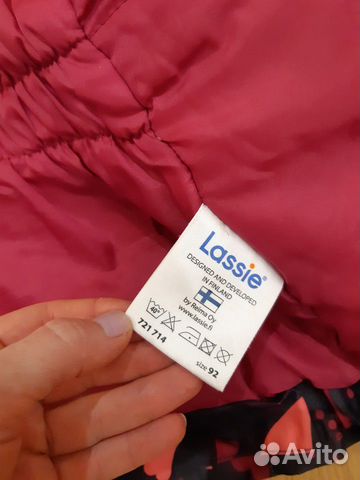 Lassie®
DESIGNED AND DEVELOPED
IN FINLAND
by Reima Oy
www.lassie.fi
40
721714
size 92
Avito